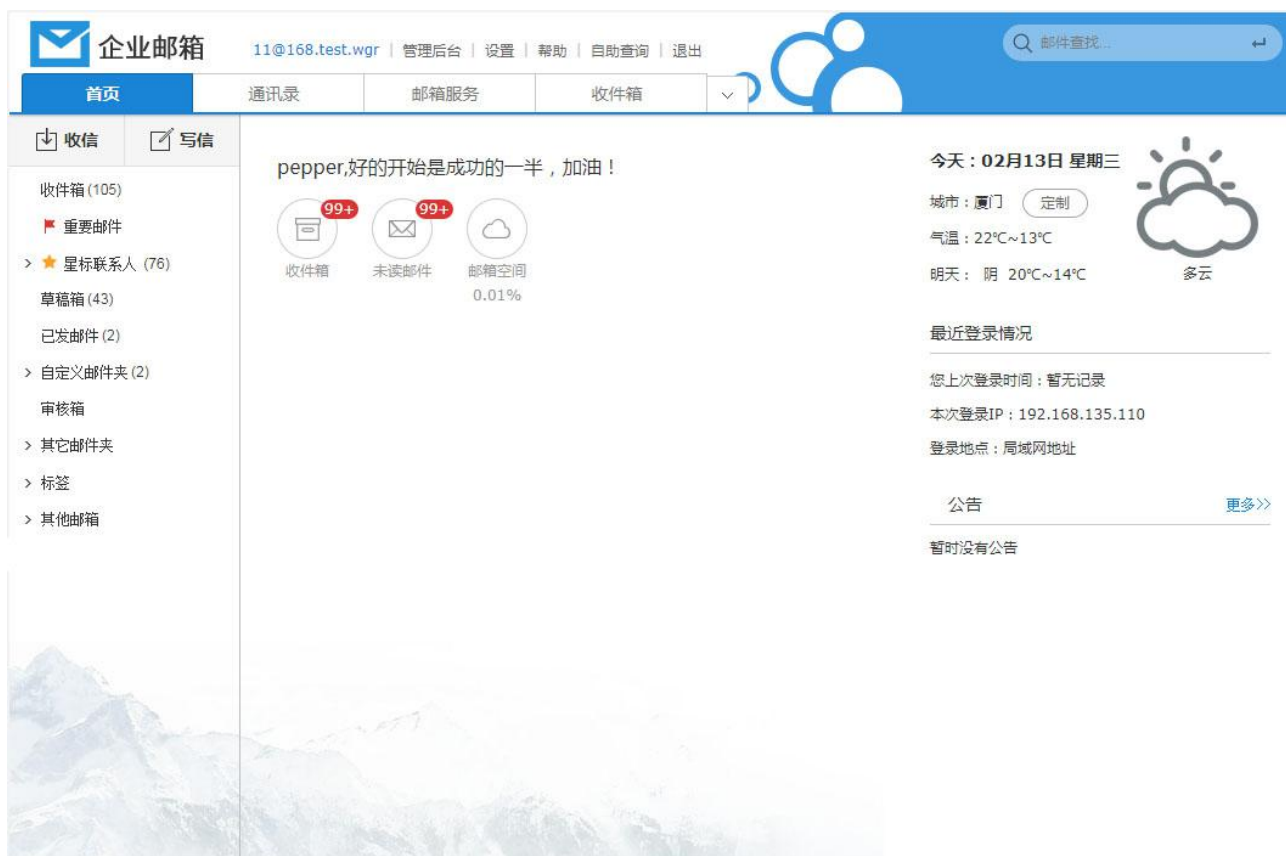 企业邮箱
11@168.test.wgr | 管理后台 | 设置 | 帮助 | 自助查询 | 退出
邮件查找...
首页 通讯录 邮箱服务 收件箱
收信 写信
收件箱 (105)
重要邮件
星标联系人 (76)
草稿箱 (43)
已发邮件 (2)
自定义邮件夹 (2)
审核箱
其它邮件夹
标签
其他邮箱
pepper,好的开始是成功的一半，加油！
99+ 99+
收件箱 未读邮件 邮箱空间
0.01%
今天：02月13日 星期三
城市：厦门 定制
气温：22℃~13℃
明天： 阴 20℃~14℃
多云
最近登录情况
您上次登录时间：暂无记录
本次登录IP：192.168.135.110
登录地点：局域网地址
公告 更多>>
暂时没有公告